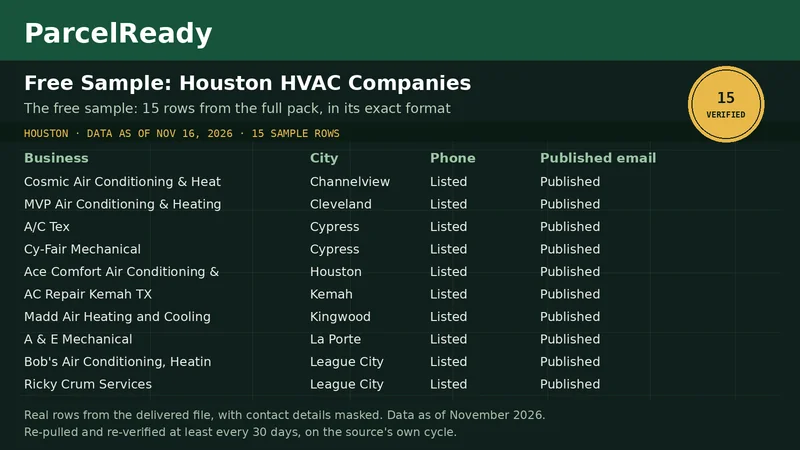 ParcelReady
Free Sample: Houston HVAC Companies
The free sample: 15 rows from the full pack, in its exact format
15
VERIFIED
HOUSTON · DATA AS OF NOV 16, 2026 · 15 SAMPLE ROWS
Business City Phone Published email
Cosmic Air Conditioning & Heat Channelview Listed Published
MVP Air Conditioning & Heating Cleveland Listed Published
A/C Tex Cypress Listed Published
Cy-Fair Mechanical Cypress Listed Published
Ace Comfort Air Conditioning & Houston Listed Published
AC Repair Kemah TX Kemah Listed Published
Madd Air Heating and Cooling Kingwood Listed Published
A & E Mechanical La Porte Listed Published
Bob's Air Conditioning, Heatin League City Listed Published
Ricky Crum Services League City Listed Published
Real rows from the delivered file, with contact details masked. Data as of November 2026.
Re-pulled and re-verified at least every 30 days, on the source's own cycle.